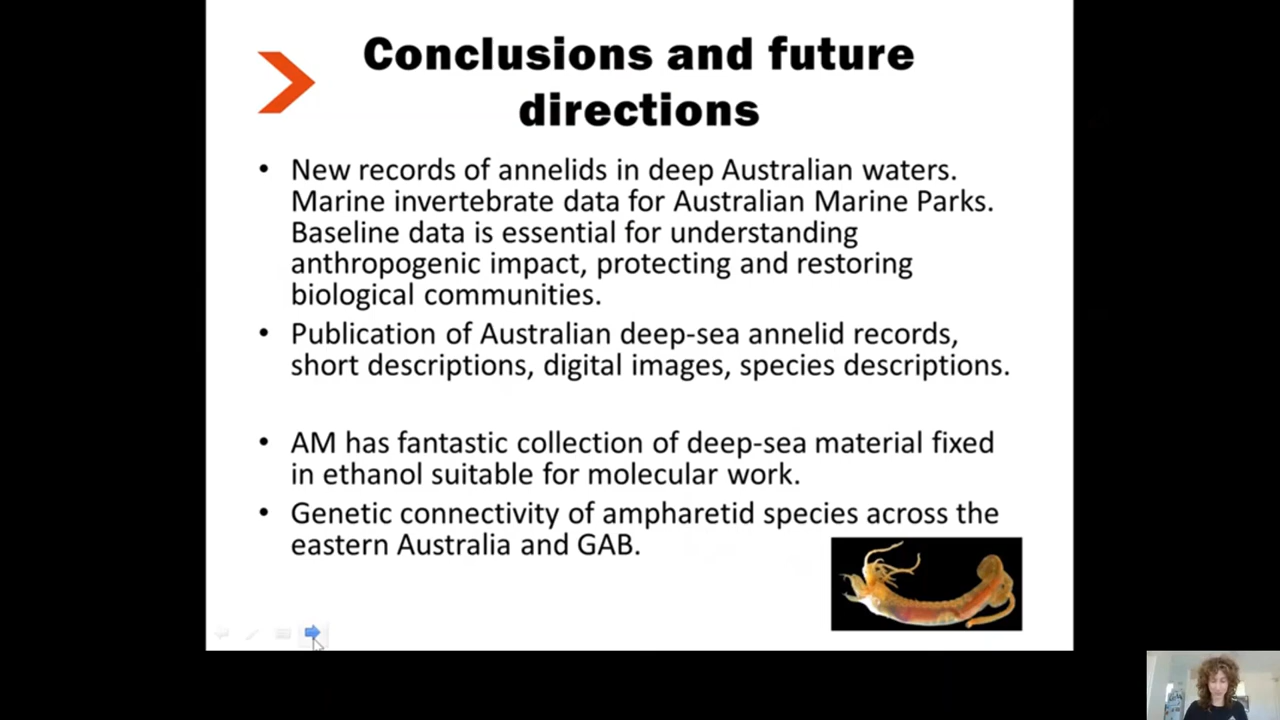 Conclusions and future
directions
• New records of annelids in deep Australian waters.
Marine invertebrate data for Australian Marine Parks.
Baseline data is essential for understanding
anthropogenic impact, protecting and restoring
biological communities.
• Publication of Australian deep-sea annelid records,
short descriptions, digital images, species descriptions.
• AM has fantastic collection of deep-sea material fixed
in ethanol suitable for molecular work.
• Genetic connectivity of ampharetid species across the
eastern Australia and GAB.